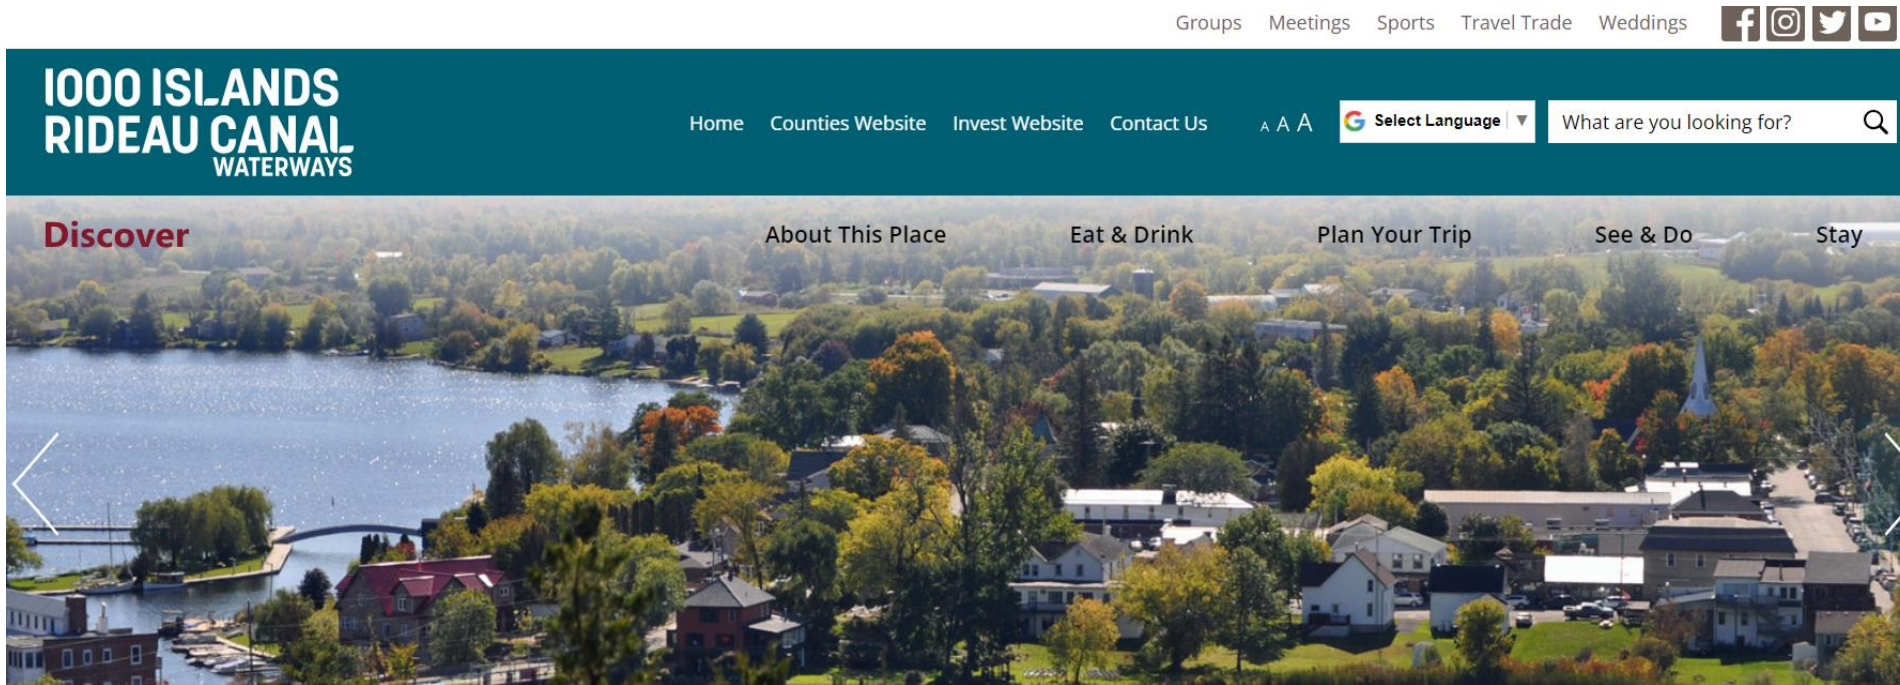 Groups Meetings Sports Travel Trade Weddings
1000 ISLANDS
RIDEAU CANAL
WATERWAYS
Home Counties Website Invest Website Contact Us A A A Select Language ▼ What are you looking for?
Discover About This Place Eat & Drink Plan Your Trip See & Do Stay